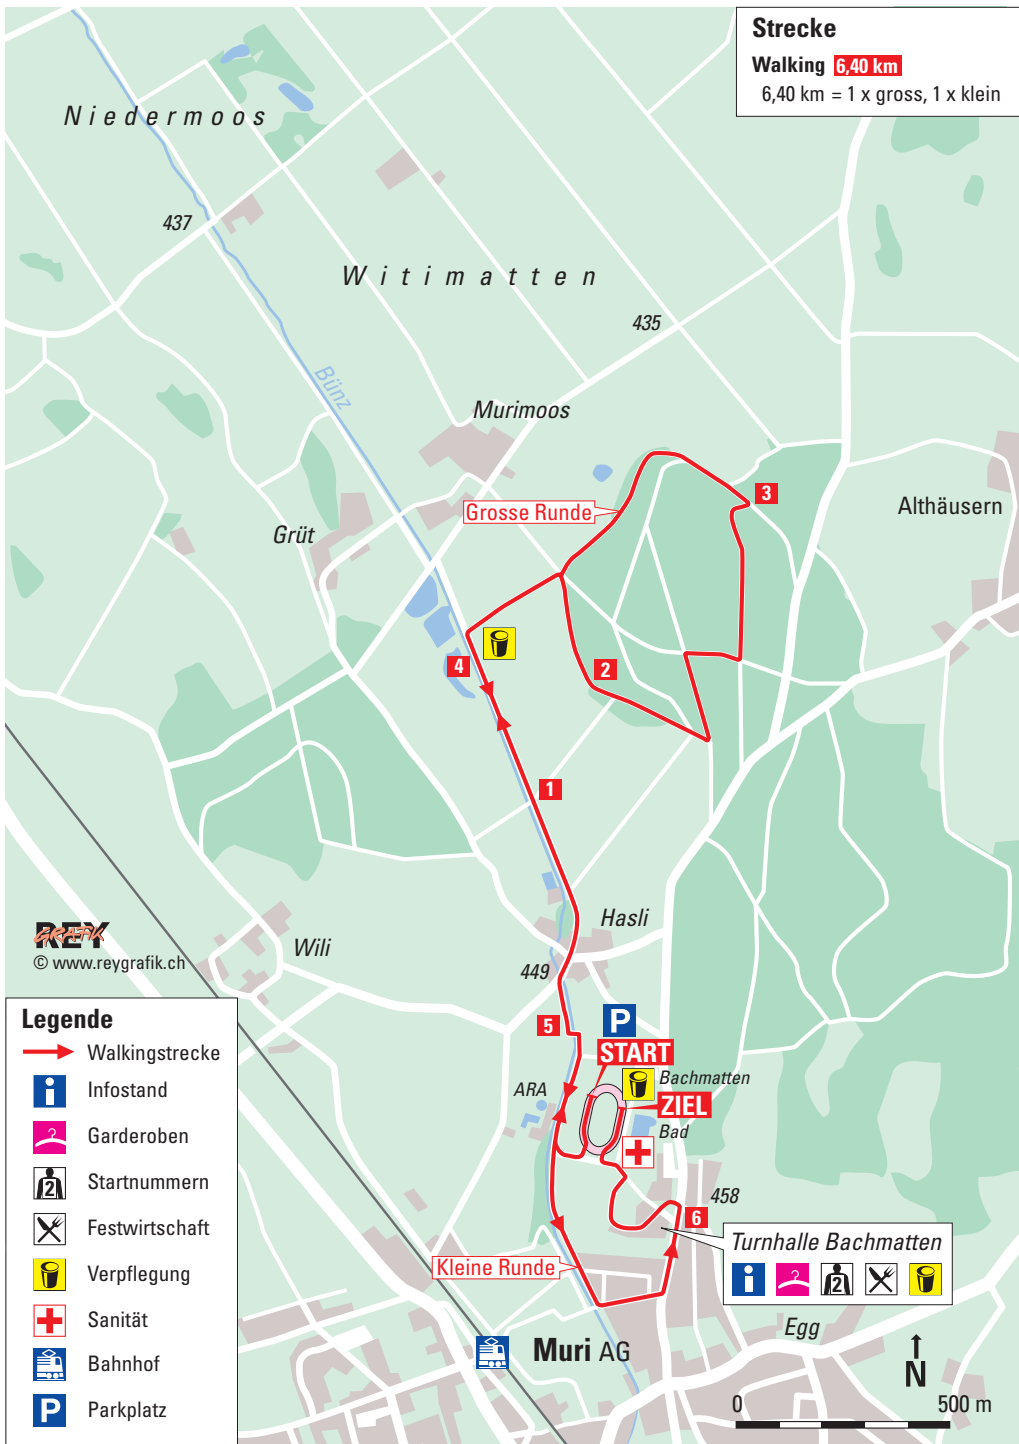 Strecke
Walking 6,40 km
6,40 km = 1 x gross, 1 x klein
Niedermoos
437
Witimatten
435
Bünz
Murimoos
Grosse Runde
3
Althäusern
Grüt
4
2
1
REY
GRAFIK
© www.reygrafik.ch
Hasli
Wili
449
5
P
START
Bachmatten
ARA
ZIEL
Bad
458
6
Turnhalle Bachmatten
i
2
Kleine Runde
Egg
Muri AG
N
0 500 m
Legende
Walkingstrecke
i Infostand
Garderoben
2 Startnummern
Festwirtschaft
Verpflegung
Sanität
Bahnhof
P Parkplatz